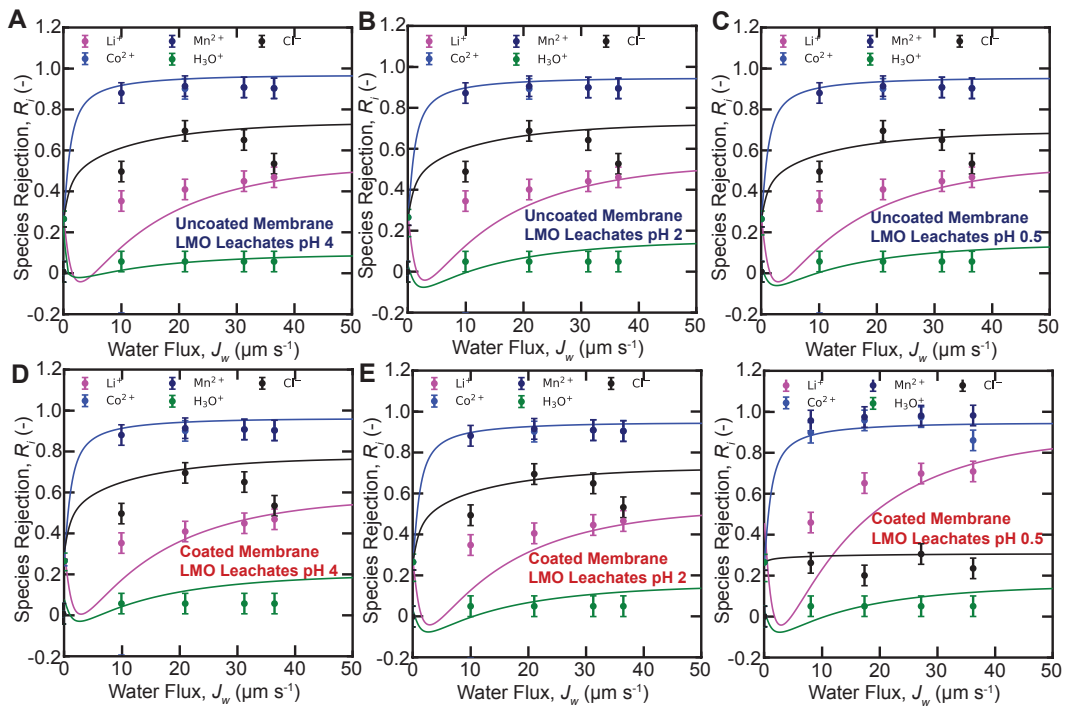 A
Li⁺ Mn²⁺ Cl⁻
Co²⁺ H₃O⁺
Species Rejection, Rᵢ (-)
1.2
1.0
0.8
0.6
0.4
0.2
0
-0.2
Uncoated Membrane
LMO Leachates pH 4
0 10 20 30 40 50
Water Flux, J_w (µm s⁻¹)
B
Li⁺ Mn²⁺ Cl⁻
Co²⁺ H₃O⁺
Species Rejection, Rᵢ (-)
1.2
1.0
0.8
0.6
0.4
0.2
0
-0.2
Uncoated Membrane
LMO Leachates pH 2
0 10 20 30 40 50
Water Flux, J_w (µm s⁻¹)
C
Li⁺ Mn²⁺ Cl⁻
Co²⁺ H₃O⁺
Species Rejection, Rᵢ (-)
1.2
1.0
0.8
0.6
0.4
0.2
0
-0.2
Uncoated Membrane
LMO Leachates pH 0.5
0 10 20 30 40 50
Water Flux, J_w (µm s⁻¹)
D
Li⁺ Mn²⁺ Cl⁻
Co²⁺ H₃O⁺
Species Rejection, Rᵢ (-)
1.2
1.0
0.8
0.6
0.4
0.2
0
-0.2
Coated Membrane
LMO Leachates pH 4
0 10 20 30 40 50
Water Flux, J_w (µm s⁻¹)
E
Li⁺ Mn²⁺ Cl⁻
Co²⁺ H₃O⁺
Species Rejection, Rᵢ (-)
1.2
1.0
0.8
0.6
0.4
0.2
0
-0.2
Coated Membrane
LMO Leachates pH 2
0 10 20 30 40 50
Water Flux, J_w (µm s⁻¹)
Li⁺ Mn²⁺ Cl⁻
Co²⁺ H₃O⁺
Species Rejection, Rᵢ (-)
1.2
1.0
0.8
0.6
0.4
0.2
0
-0.2
Coated Membrane
LMO Leachates pH 0.5
0 10 20 30 40 50
Water Flux, J_w (µm s⁻¹)